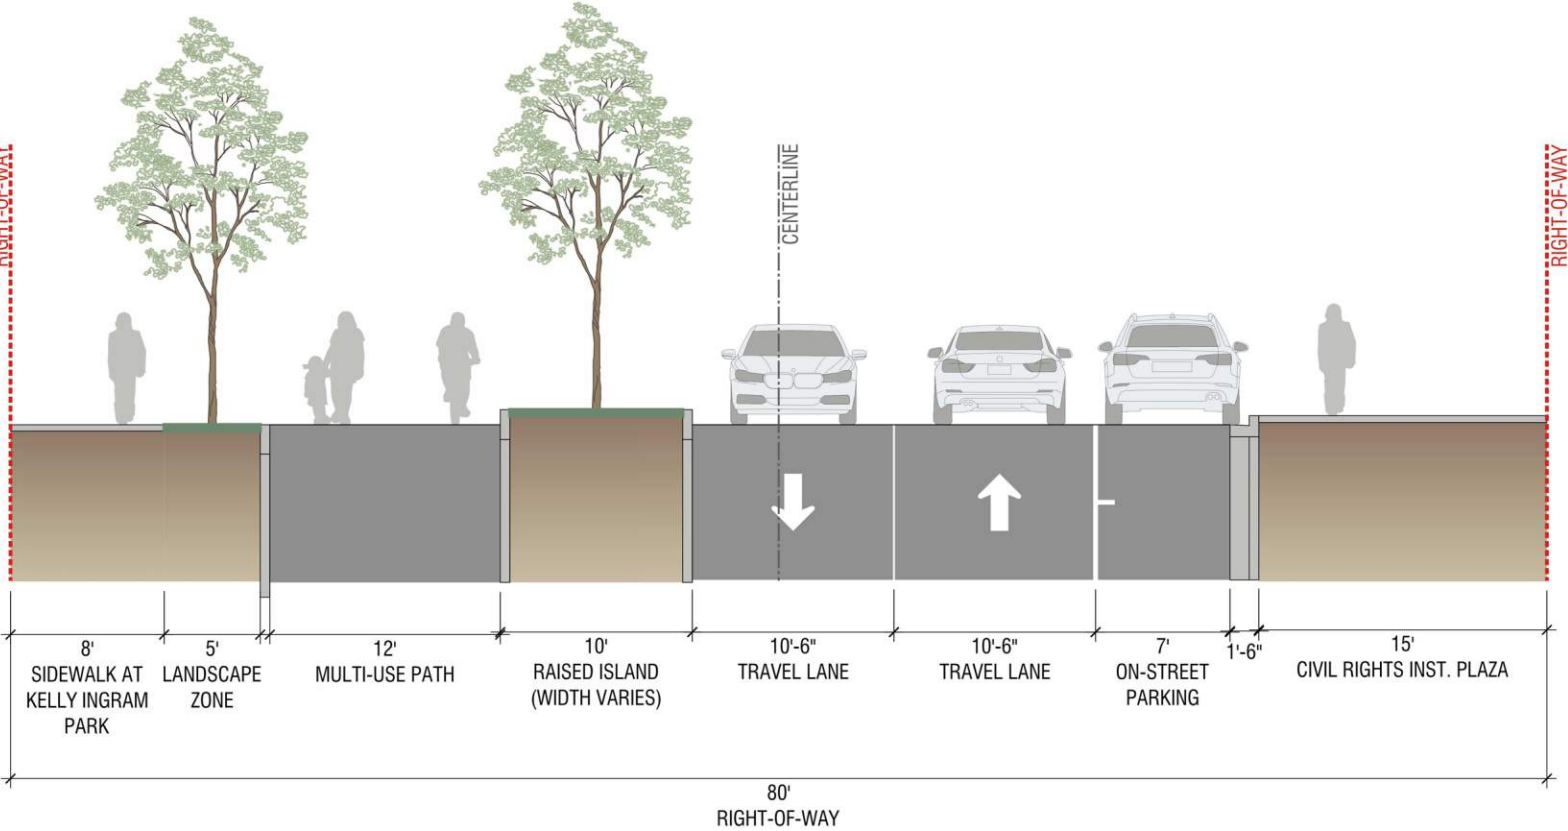 RIGHT-OF-WAY
CENTERLINE
RIGHT-OF-WAY
8'
SIDEWALK AT
KELLY INGRAM
PARK
5'
LANDSCAPE
ZONE
12'
MULTI-USE PATH
10'
RAISED ISLAND
(WIDTH VARIES)
10'-6"
TRAVEL LANE
10'-6"
TRAVEL LANE
7'
ON-STREET
PARKING
1'-6"
15'
CIVIL RIGHTS INST. PLAZA
80'
RIGHT-OF-WAY